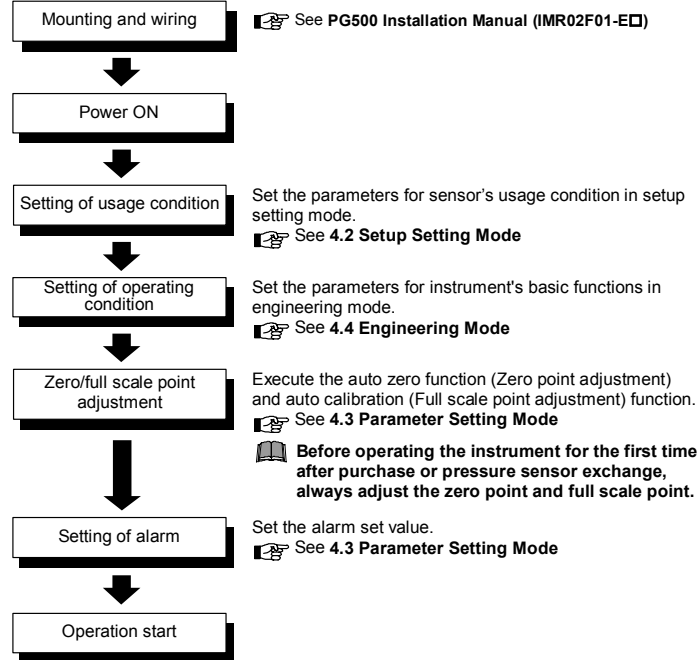 Mounting and wiring
See PG500 Installation Manual (IMR02F01-E□)
Power ON
Setting of usage condition
Set the parameters for sensor's usage condition in setup
setting mode.
See 4.2 Setup Setting Mode
Setting of operating
condition
Set the parameters for instrument's basic functions in
engineering mode.
See 4.4 Engineering Mode
Zero/full scale point
adjustment
Execute the auto zero function (Zero point adjustment)
and auto calibration (Full scale point adjustment) function.
See 4.3 Parameter Setting Mode
Before operating the instrument for the first time
after purchase or pressure sensor exchange,
always adjust the zero point and full scale point.
Setting of alarm
Set the alarm set value.
See 4.3 Parameter Setting Mode
Operation start